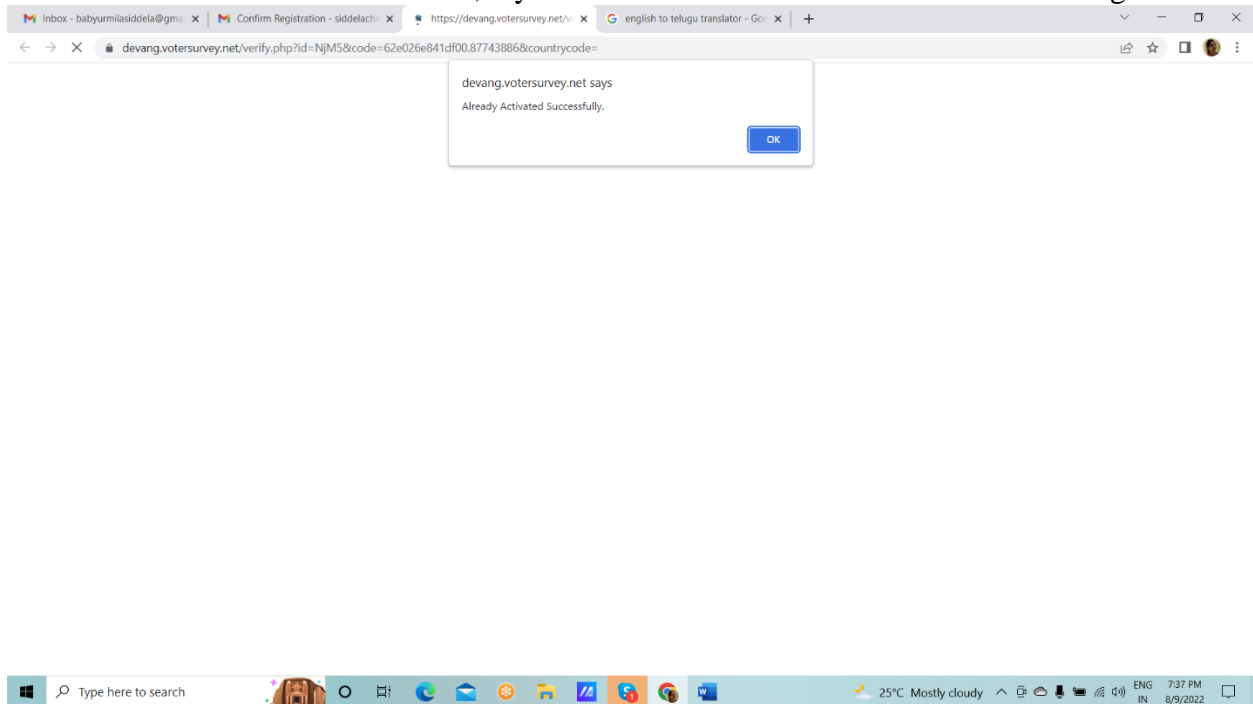 Inbox - babyurmilasiddela@gmai
Confirm Registration - siddelachi
https://devang.votersurvey.net/v
english to telugu translator - Goo
devang.votersurvey.net/verify.php?id=NjM5&code=62e026e841df00.87743886&countrycode=
devang.votersurvey.net says
Already Activated Successfully.
OK
Type here to search
25°C Mostly cloudy
ENG
IN
7:37 PM
8/9/2022